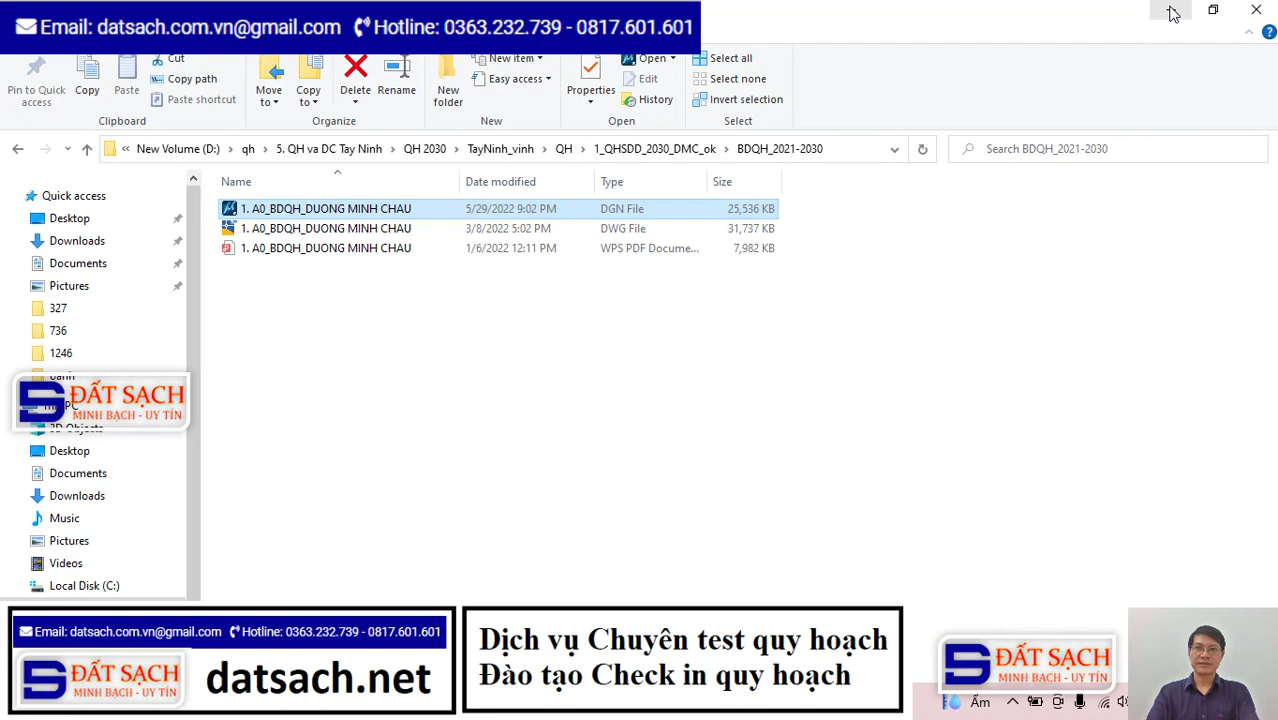 Email: datsach.com.vn@gmail.com Hotline: 0363.232.739 - 0817.601.601
Pin to Quick access
Copy
Paste
Cut
Copy path
Paste shortcut
Clipboard
Move to
Copy to
Delete
Rename
Organize
New folder
New item
Easy access
New
Properties
Open
Edit
History
Open
Select all
Select none
Invert selection
Select
« New Volume (D:) › qh › 5. QH va DC Tay Ninh › QH 2030 › TayNinh_vinh › QH › 1_QHSDD_2030_DMC_ok › BDQH_2021-2030
Search BDQH_2021-2030
Name Date modified Type Size
1. A0_BDQH_DUONG MINH CHAU 5/29/2022 9:02 PM DGN File 25,536 KB
1. A0_BDQH_DUONG MINH CHAU 3/8/2022 5:02 PM DWG File 31,737 KB
1. A0_BDQH_DUONG MINH CHAU 1/6/2022 12:11 PM WPS PDF Docume... 7,982 KB
Quick access
Desktop
Downloads
Documents
Pictures
327
736
1246
ĐẤT SẠCH
MINH BẠCH - UY TÍN
3D Objects
Desktop
Documents
Downloads
Music
Pictures
Videos
Local Disk (C:)
Email: datsach.com.vn@gmail.com Hotline: 0363.232.739 - 0817.601.601
ĐẤT SẠCH
MINH BẠCH - UY TÍN
datsach.net
Dịch vụ Chuyên test quy hoạch
Đào tạo Check in quy hoạch
ĐẤT SẠCH
MINH BẠCH - UY TÍN
Ấm